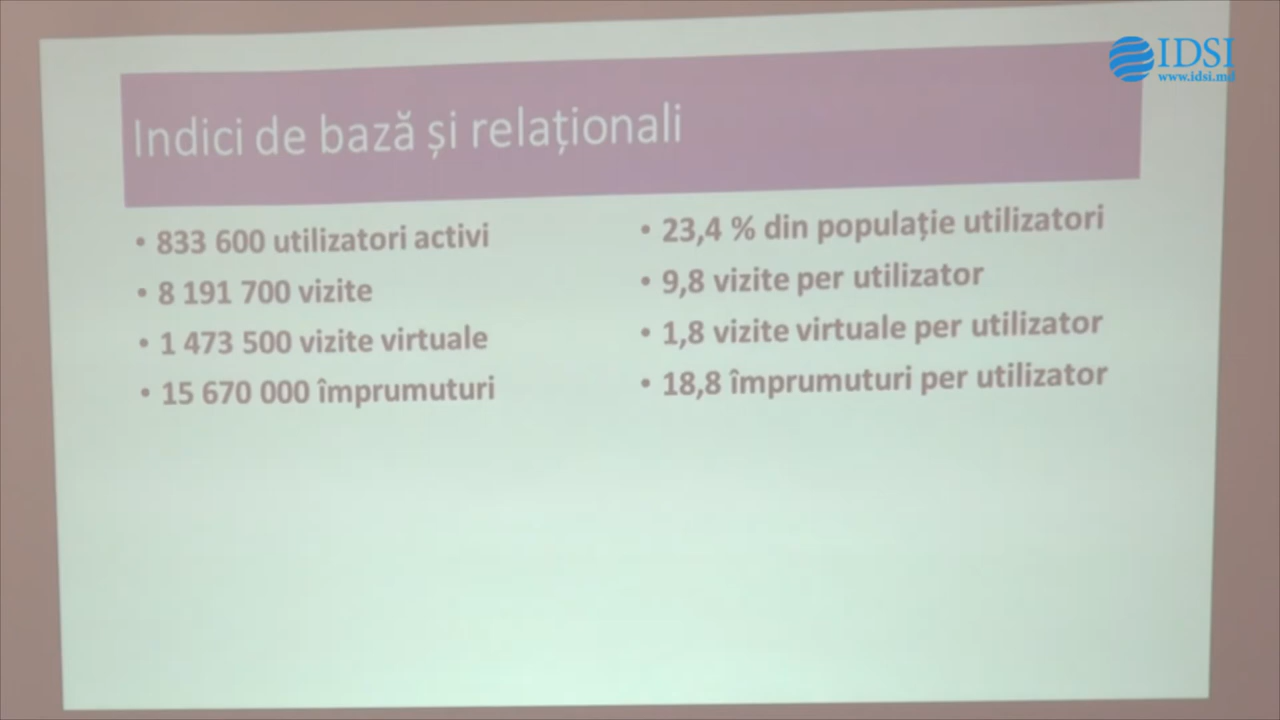 IDSI
www.idsi.md
Indici de bază și relaționali
• 833 600 utilizatori activi
• 8 191 700 vizite
• 1 473 500 vizite virtuale
• 15 670 000 împrumuturi
• 23,4 % din populație utilizatori
• 9,8 vizite per utilizator
• 1,8 vizite virtuale per utilizator
• 18,8 împrumuturi per utilizator